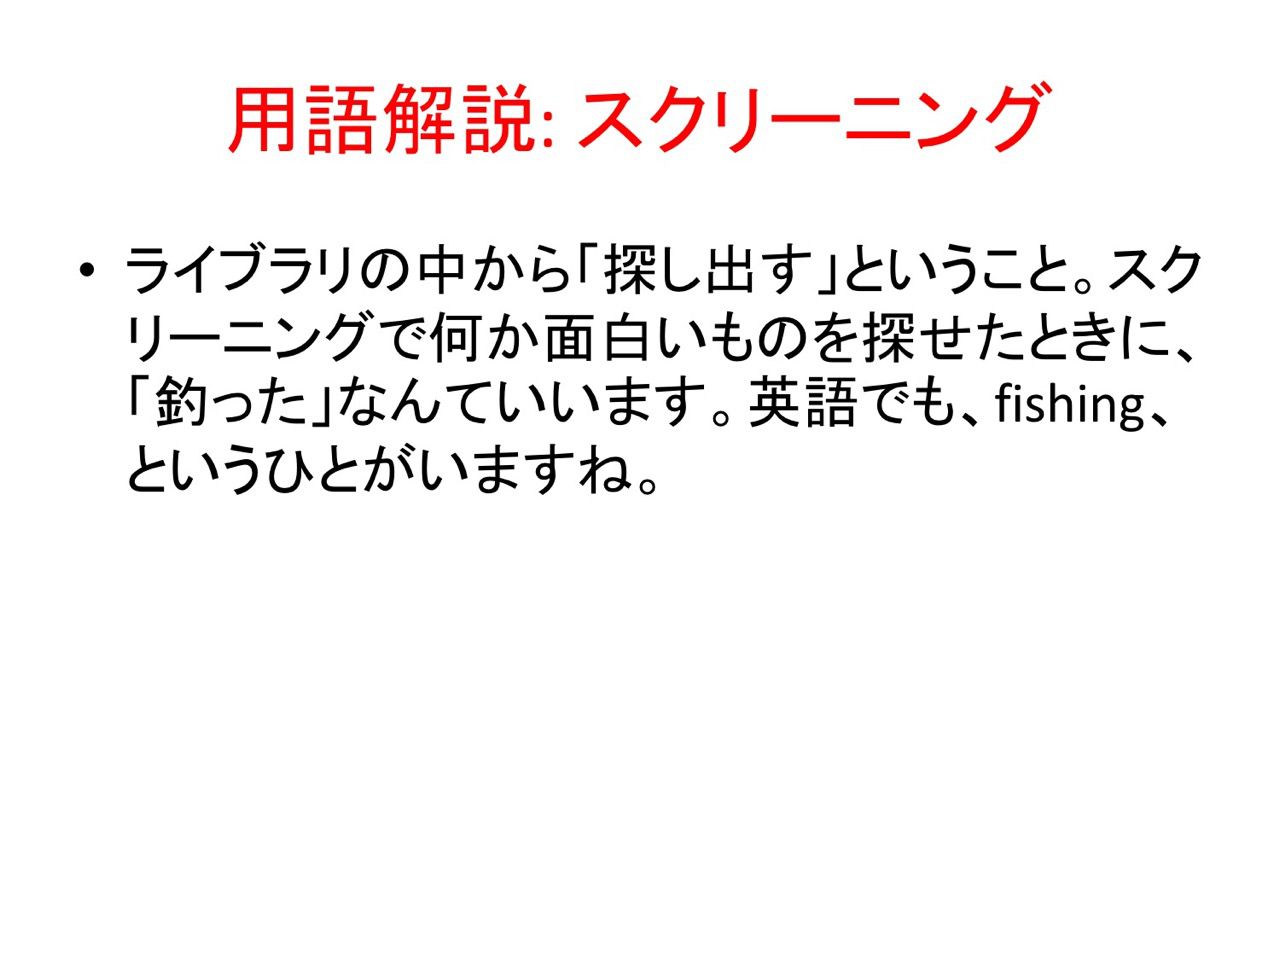 用語解説: スクリーニング
• ライブラリの中から「探し出す」ということ。スク
リーニングで何か面白いものを探せたときに、
「釣った」なんていいます。英語でも、fishing、
というひとがいますね。